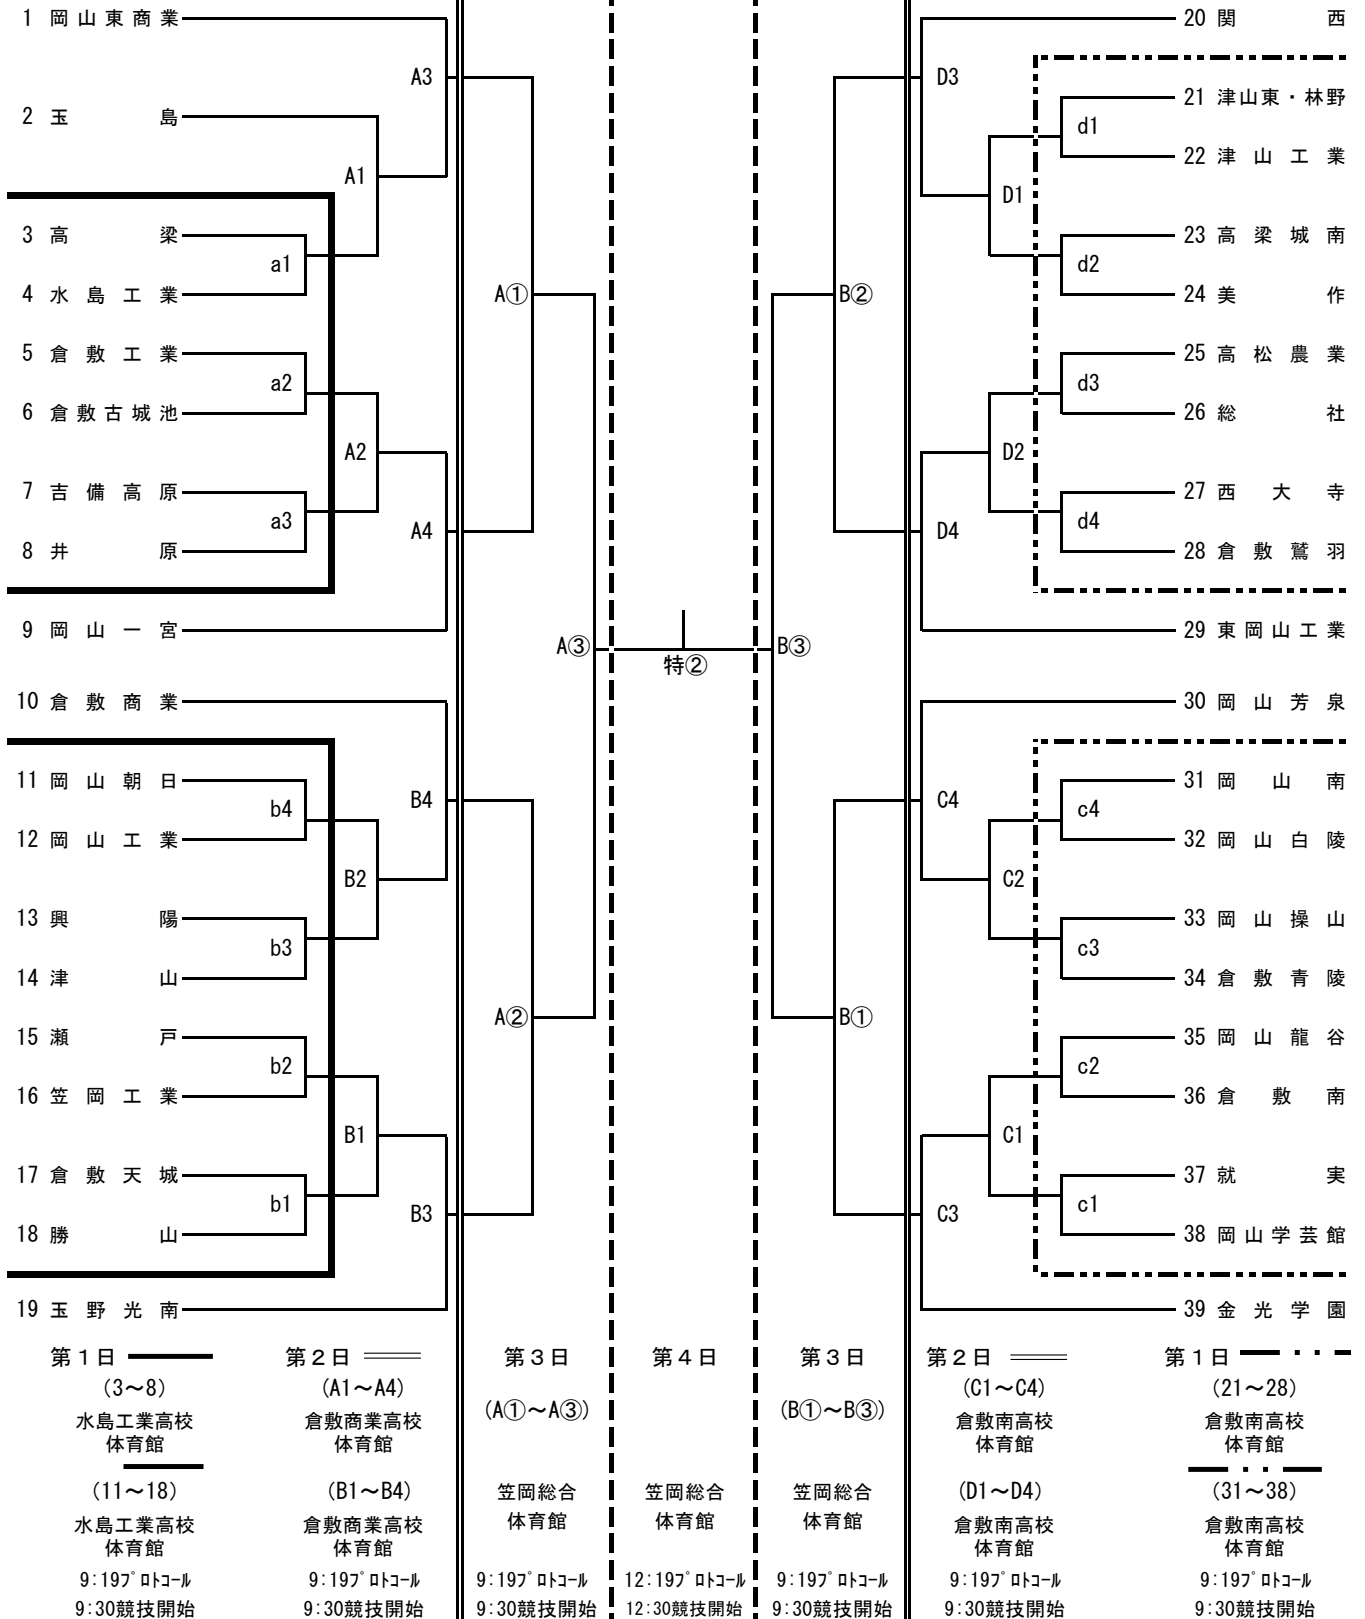 1 岡山東商業
A3
2 玉島
A1
3 高梁
a1
4 水島工業
A①
5 倉敷工業
a2
6 倉敷古城池
A2
7 吉備高原
a3
A4
8 井原
9 岡山一宮
A③
10 倉敷商業
11 岡山朝日
b4
B4
12 岡山工業
B2
13 興陽
b3
14 津山
15 瀬戸
A②
b2
16 笠岡工業
B1
17 倉敷天城
b1
B3
18 勝山
19 玉野光南
特②
20 関西
D3
21 津山東・林野
d1
22 津山工業
D1
23 高梁城南
d2
24 美作
B②
25 高松農業
d3
26 総社
D2
27 西大寺
d4
D4
28 倉敷鷲羽
29 東岡山工業
B③
30 岡山芳泉
31 岡山南
c4
C4
32 岡山白陵
C2
33 岡山操山
c3
34 倉敷青陵
35 岡山龍谷
B①
c2
36 倉敷南
C1
37 就実
c1
C3
38 岡山学芸館
39 金光学園
第1日
(3～8)
水島工業高校
体育館
(11～18)
水島工業高校
体育館
9:19プロトコール
9:30競技開始
第2日
(A1～A4)
倉敷商業高校
体育館
(B1～B4)
倉敷商業高校
体育館
9:19プロトコール
9:30競技開始
第3日
(A①～A③)
笠岡総合
体育館
9:19プロトコール
9:30競技開始
第4日
笠岡総合
体育館
12:19プロトコール
12:30競技開始
第3日
(B①～B③)
笠岡総合
体育館
9:19プロトコール
9:30競技開始
第2日
(C1～C4)
倉敷南高校
体育館
(D1～D4)
倉敷南高校
体育館
9:19プロトコール
9:30競技開始
第1日
(21～28)
倉敷南高校
体育館
(31～38)
倉敷南高校
体育館
9:19プロトコール
9:30競技開始